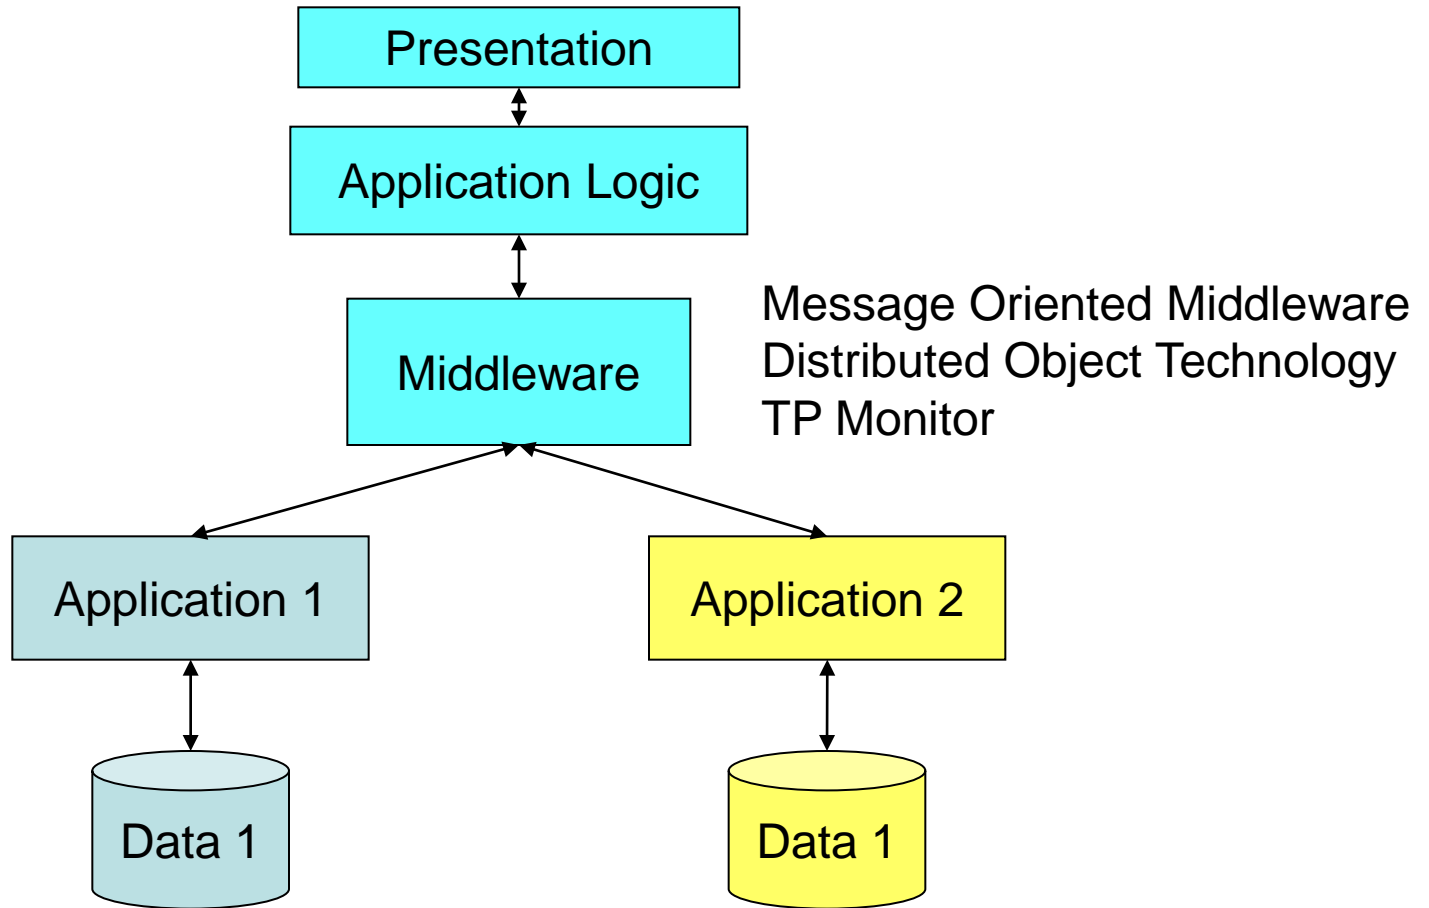 Presentation
Application Logic
Middleware
Message Oriented Middleware
Distributed Object Technology
TP Monitor
Application 1
Application 2
Data 1
Data 1